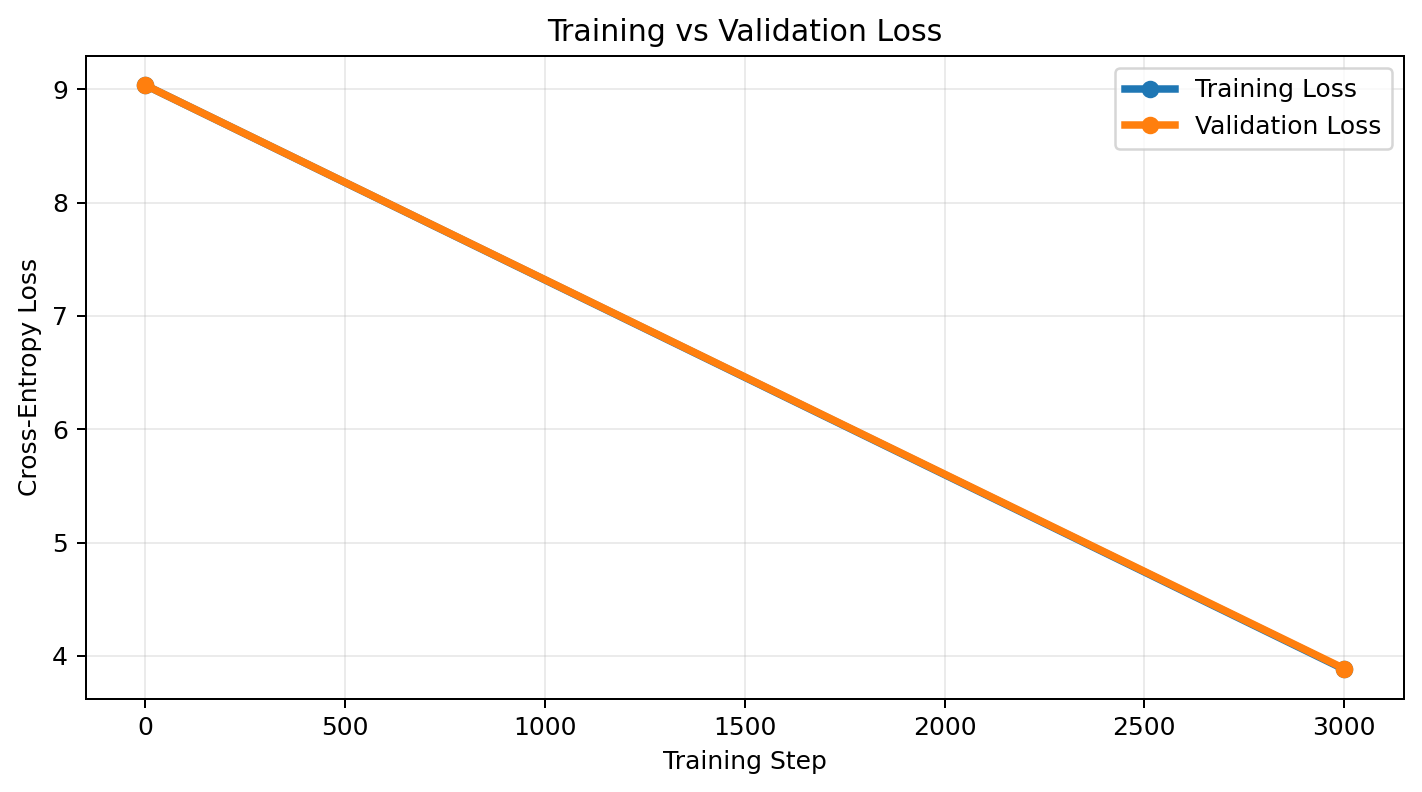 Training vs Validation Loss
Training Loss
Validation Loss
9
8
7
6
5
4
Cross-Entropy Loss
0 500 1000 1500 2000 2500 3000
Training Step